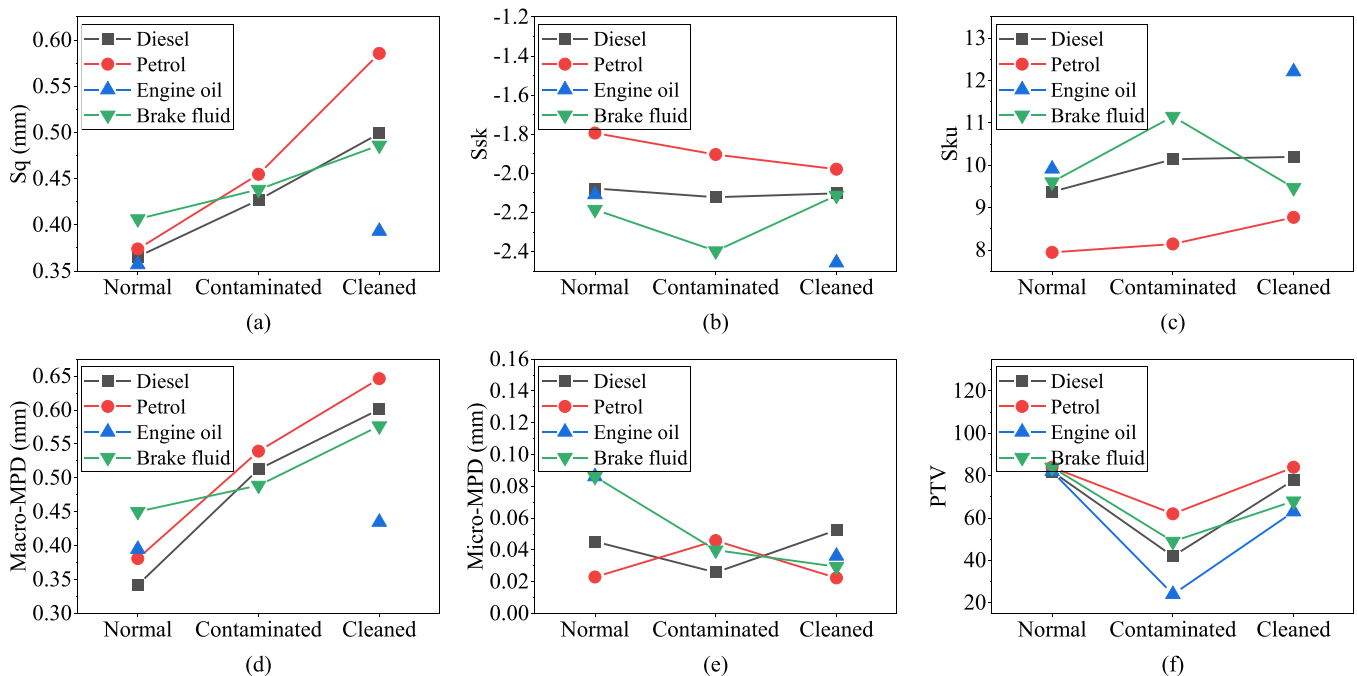 0.60
0.55
0.50
0.45
0.40
0.35
Sq (mm)
Diesel
Petrol
Engine oil
Brake fluid
Normal Contaminated Cleaned
(a)
-1.2
-1.4
-1.6
-1.8
-2.0
-2.2
-2.4
Ssk
Diesel
Petrol
Engine oil
Brake fluid
Normal Contaminated Cleaned
(b)
13
12
11
10
9
8
Sku
Diesel
Petrol
Engine oil
Brake fluid
Normal Contaminated Cleaned
(c)
0.65
0.60
0.55
0.50
0.45
0.40
0.35
0.30
Macro-MPD (mm)
Diesel
Petrol
Engine oil
Brake fluid
Normal Contaminated Cleaned
(d)
0.16
0.14
0.12
0.10
0.08
0.06
0.04
0.02
0.00
Micro-MPD (mm)
Diesel
Petrol
Engine oil
Brake fluid
Normal Contaminated Cleaned
(e)
120
100
80
60
40
20
PTV
Diesel
Petrol
Engine oil
Brake fluid
Normal Contaminated Cleaned
(f)